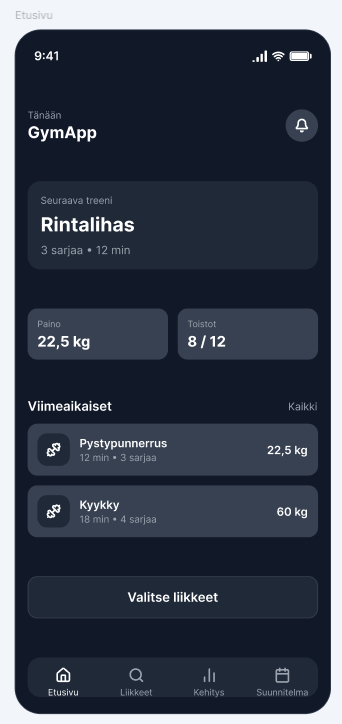 Etusivu
9:41
Tänään
GymApp
Seuraava treeni
Rintalihas
3 sarjaa • 12 min
Paino
22,5 kg
Toistot
8 / 12
Viimeaikaiset
Kaikki
Pystypunnerrus
12 min • 3 sarjaa
22,5 kg
Kyykky
18 min • 4 sarjaa
60 kg
Valitse liikkeet
Etusivu
Liikkeet
Kehitys
Suunnitelma